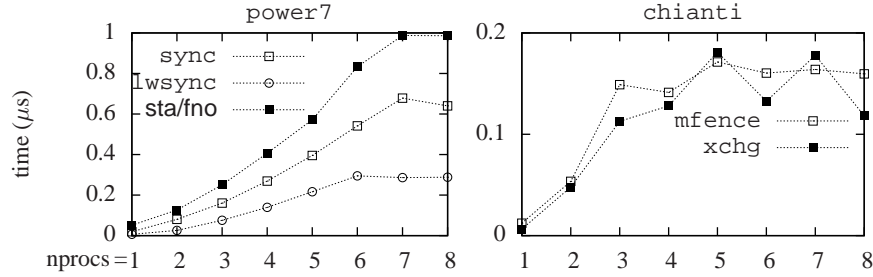 power7
chianti
time (μs)
1
0.8
0.6
0.4
0.2
0
sync
lwsync
sta/fno
nprocs = 1 2 3 4 5 6 7 8
0.2
0.1
0
mfence
xchg
1 2 3 4 5 6 7 8